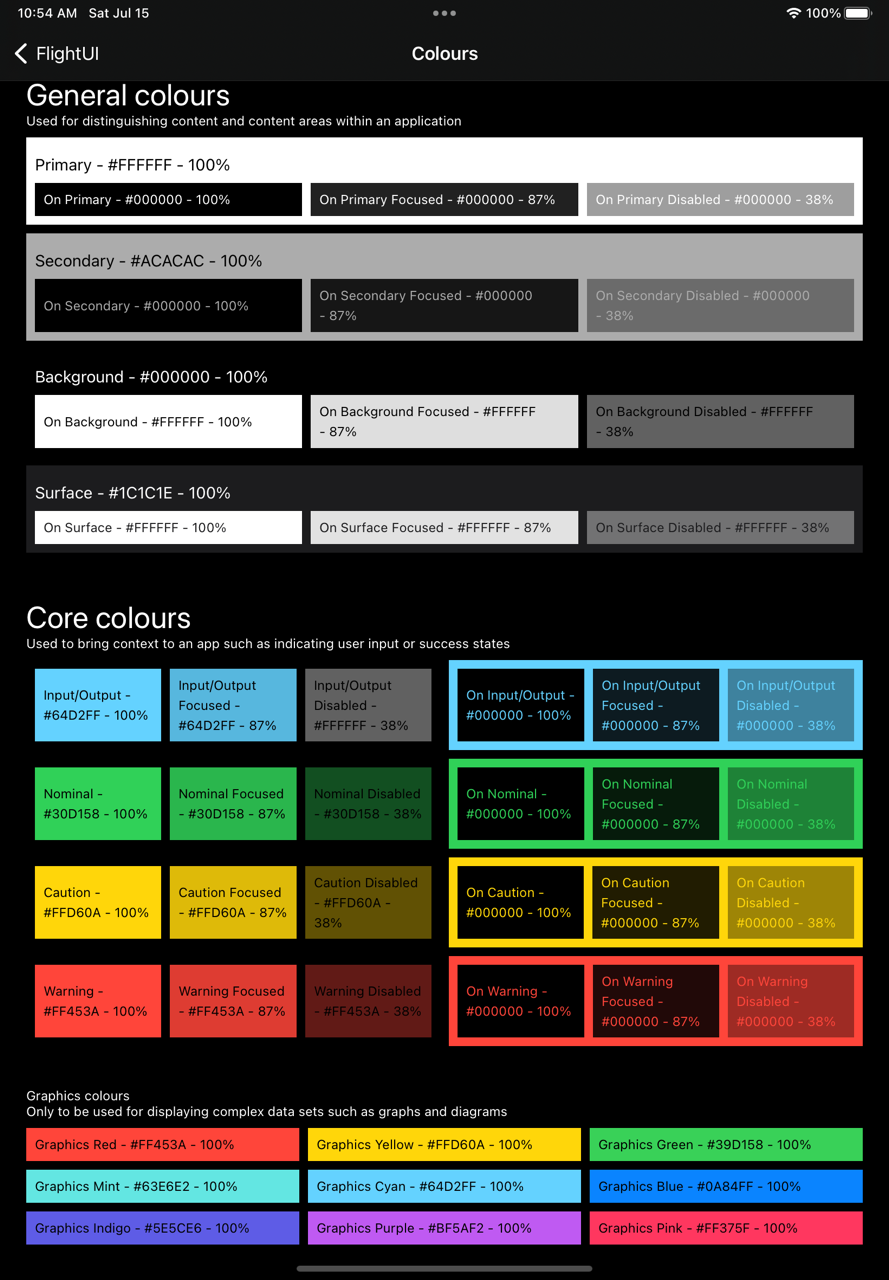 10:54 AM Sat Jul 15 100%
FlightUI Colours
General colours
Used for distinguishing content and content areas within an application
Primary - #FFFFFF - 100%
On Primary - #000000 - 100%
On Primary Focused - #000000 - 87%
On Primary Disabled - #000000 - 38%
Secondary - #ACACAC - 100%
On Secondary - #000000 - 100%
On Secondary Focused - #000000
- 87%
On Secondary Disabled - #000000
- 38%
Background - #000000 - 100%
On Background - #FFFFFF - 100%
On Background Focused - #FFFFFF
- 87%
On Background Disabled - #FFFFFF
- 38%
Surface - #1C1C1E - 100%
On Surface - #FFFFFF - 100%
On Surface Focused - #FFFFFF - 87%
On Surface Disabled - #FFFFFF - 38%
Core colours
Used to bring context to an app such as indicating user input or success states
Input/Output -
#64D2FF - 100%
Input/Output
Focused -
#64D2FF - 87%
Input/Output
Disabled -
#FFFFFF - 38%
On Input/Output -
#000000 - 100%
On Input/Output
Focused -
#000000 - 87%
On Input/Output
Disabled -
#000000 - 38%
Nominal -
#30D158 - 100%
Nominal Focused
- #30D158 - 87%
Nominal Disabled
- #30D158 - 38%
On Nominal -
#000000 - 100%
On Nominal
Focused -
#000000 - 87%
On Nominal
Disabled -
#000000 - 38%
Caution -
#FFD60A - 100%
Caution Focused
- #FFD60A - 87%
Caution Disabled
- #FFD60A -
38%
On Caution -
#000000 - 100%
On Caution
Focused -
#000000 - 87%
On Caution
Disabled -
#000000 - 38%
Warning -
#FF453A - 100%
Warning Focused
- #FF453A - 87%
Warning Disabled
- #FF453A - 38%
On Warning -
#000000 - 100%
On Warning
Focused -
#000000 - 87%
On Warning
Disabled -
#000000 - 38%
Graphics colours
Only to be used for displaying complex data sets such as graphs and diagrams
Graphics Red - #FF453A - 100%
Graphics Yellow - #FFD60A - 100%
Graphics Green - #39D158 - 100%
Graphics Mint - #63E6E2 - 100%
Graphics Cyan - #64D2FF - 100%
Graphics Blue - #0A84FF - 100%
Graphics Indigo - #5E5CE6 - 100%
Graphics Purple - #BF5AF2 - 100%
Graphics Pink - #FF375F - 100%